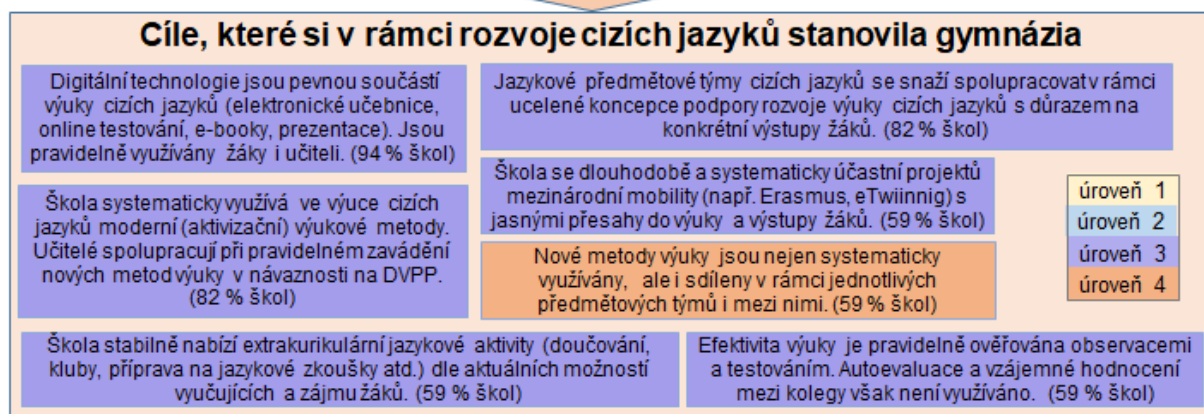 Cíle, které si v rámci rozvoje cizích jazyků stanovila gymnázia
Digitální technologie jsou pevnou součástí
výuky cizích jazyků (elektronické učebnice,
online testování, e-booky, prezentace). Jsou
pravidelně využívány žáky i učiteli. (94 % škol)
Jazykové předmětové týmy cizích jazyků se snaží spolupracovat v rámci
ucelené koncepce podpory rozvoje výuky cizích jazyků s důrazem na
konkrétní výstupy žáků. (82 % škol)
Škola systematicky využívá ve výuce cizích
jazyků moderní (aktivizační) výukové metody.
Učitelé spolupracují při pravidelném zavádění
nových metod výuky v návaznosti na DVPP.
(82 % škol)
Škola se dlouhodobě a systematicky účastní projektů
mezinárodní mobility (např. Erasmus, eTwiinnig) s
jasnými přesahy do výuky a výstupy žáků. (59 % škol)
Nové metody výuky jsou nejen systematicky
využívány, ale i sdíleny v rámci jednotlivých
předmětových týmů i mezi nimi. (59 % škol)
úroveň 1
úroveň 2
úroveň 3
úroveň 4
Škola stabilně nabízí extrakurikulární jazykové aktivity (doučování,
kluby, příprava na jazykové zkoušky atd.) dle aktuálních možností
vyučujících a zájmu žáků. (59 % škol)
Efektivita výuky je pravidelně ověřována observacemi
a testováním. Autoevaluace a vzájemné hodnocení
mezi kolegy však není využíváno. (59 % škol)